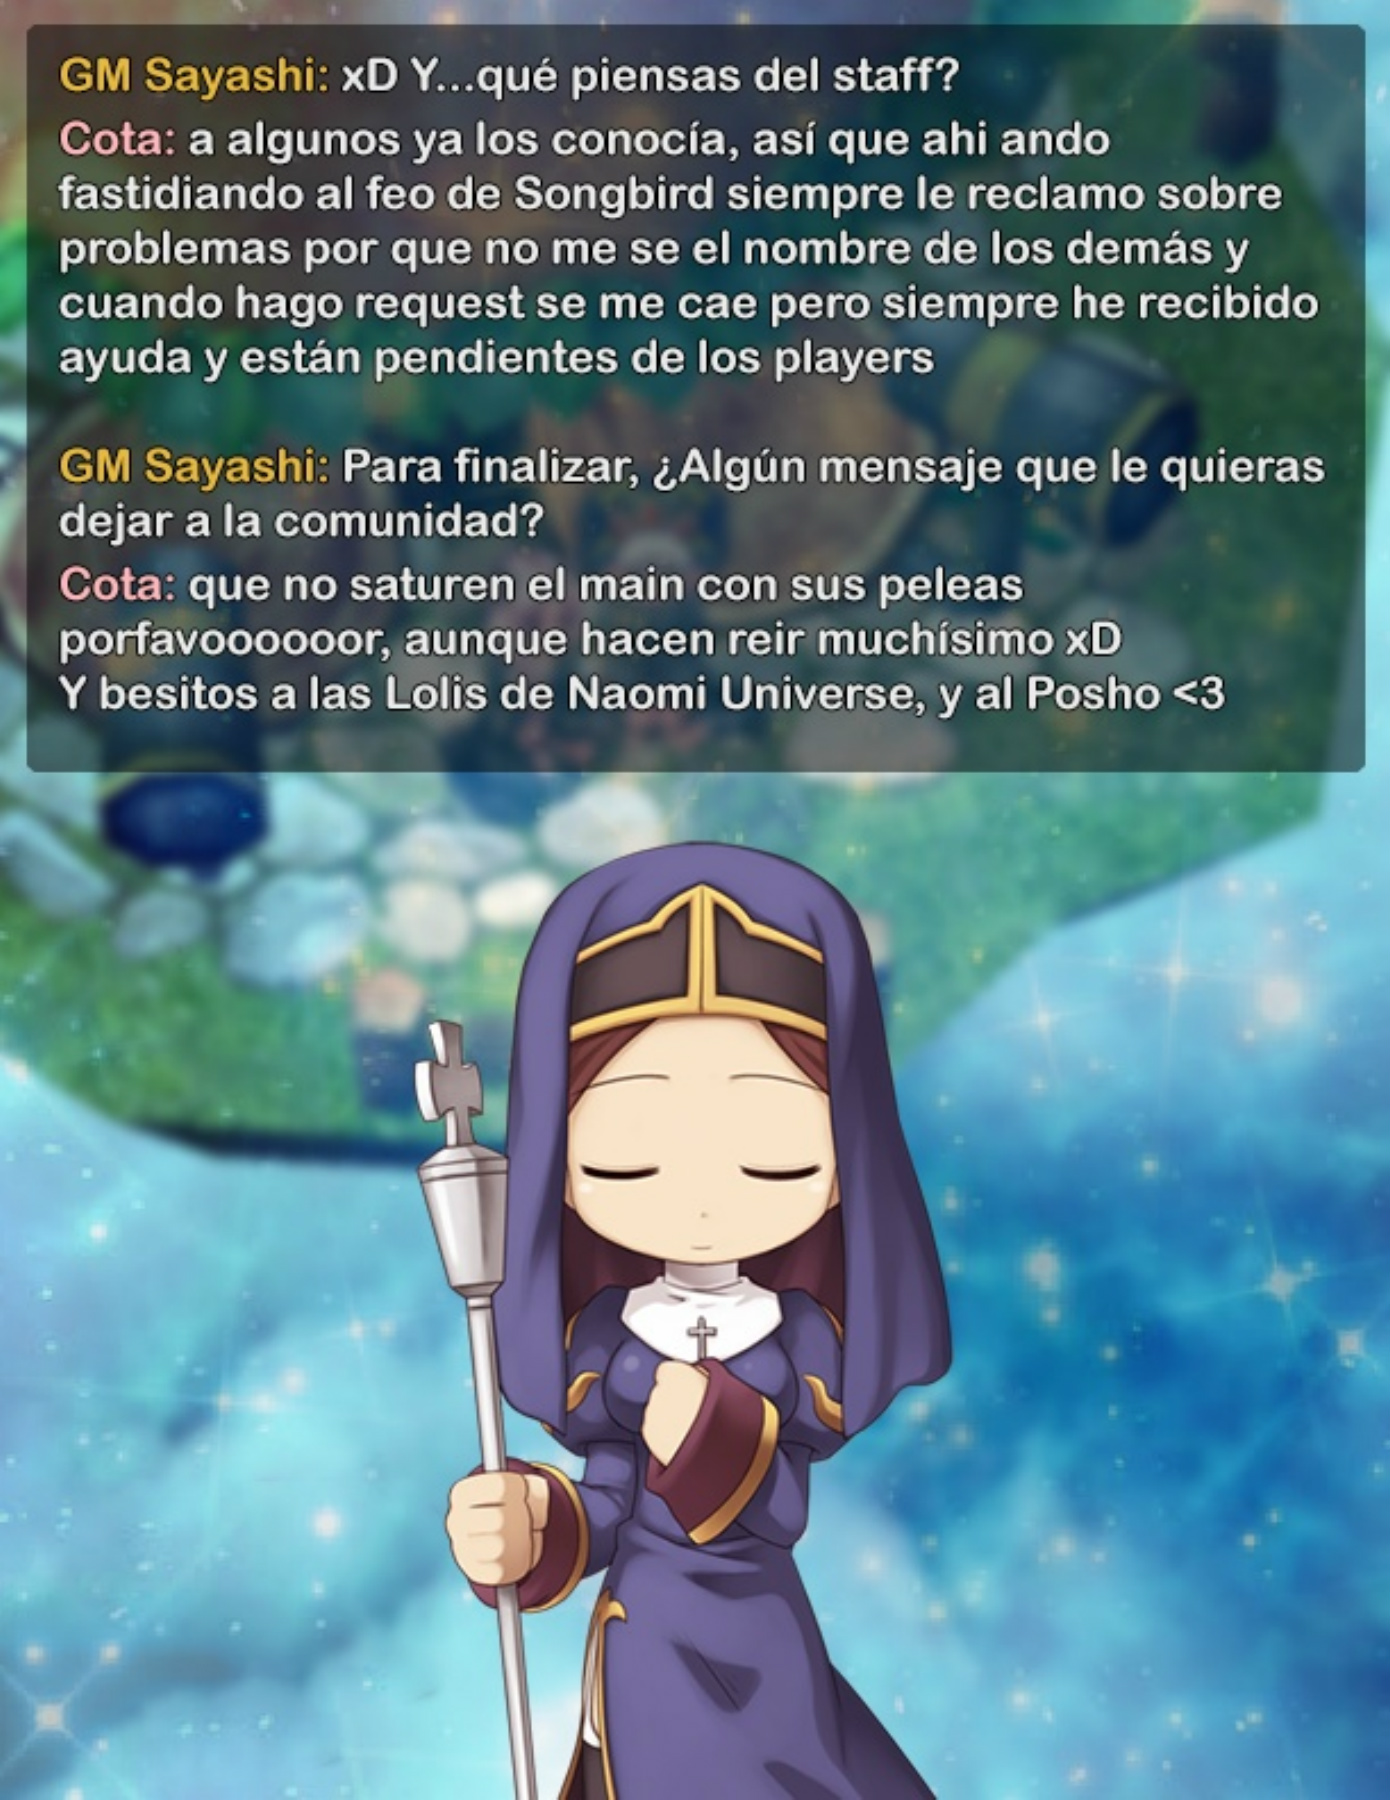 GM Sayashi: xD Y...qué piensas del staff?
Cota: a algunos ya los conocía, así que ahi ando
fastidiando al feo de Songbird siempre le reclamo sobre
problemas por que no me se el nombre de los demás y
cuando hago request se me cae pero siempre he recibido
ayuda y están pendientes de los players
GM Sayashi: Para finalizar, ¿Algún mensaje que le quieras
dejar a la comunidad?
Cota: que no saturen el main con sus peleas
porfavoooooor, aunque hacen reir muchísimo xD
Y besitos a las Lolis de Naomi Universe, y al Posho <3